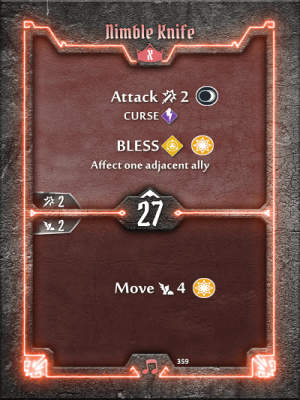 Nimble Knife
X
Attack 2
CURSE
BLESS
Affect one adjacent ally
2
27
2
Move 4
359